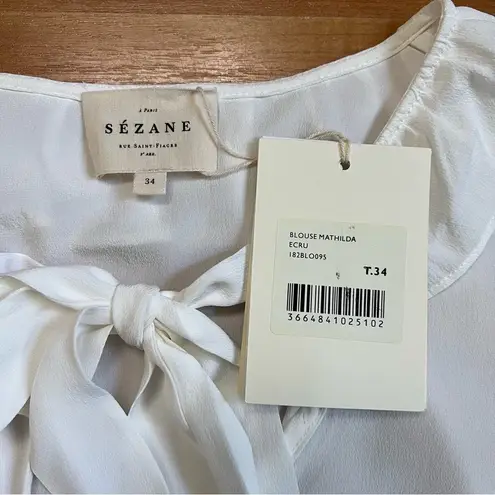 À PARIS
SÉZANE
RUE SAINT-FIACRE
2e ARR.
34
BLOUSE MATHILDA
ECRU
182BLO095
T.34
3664841025102